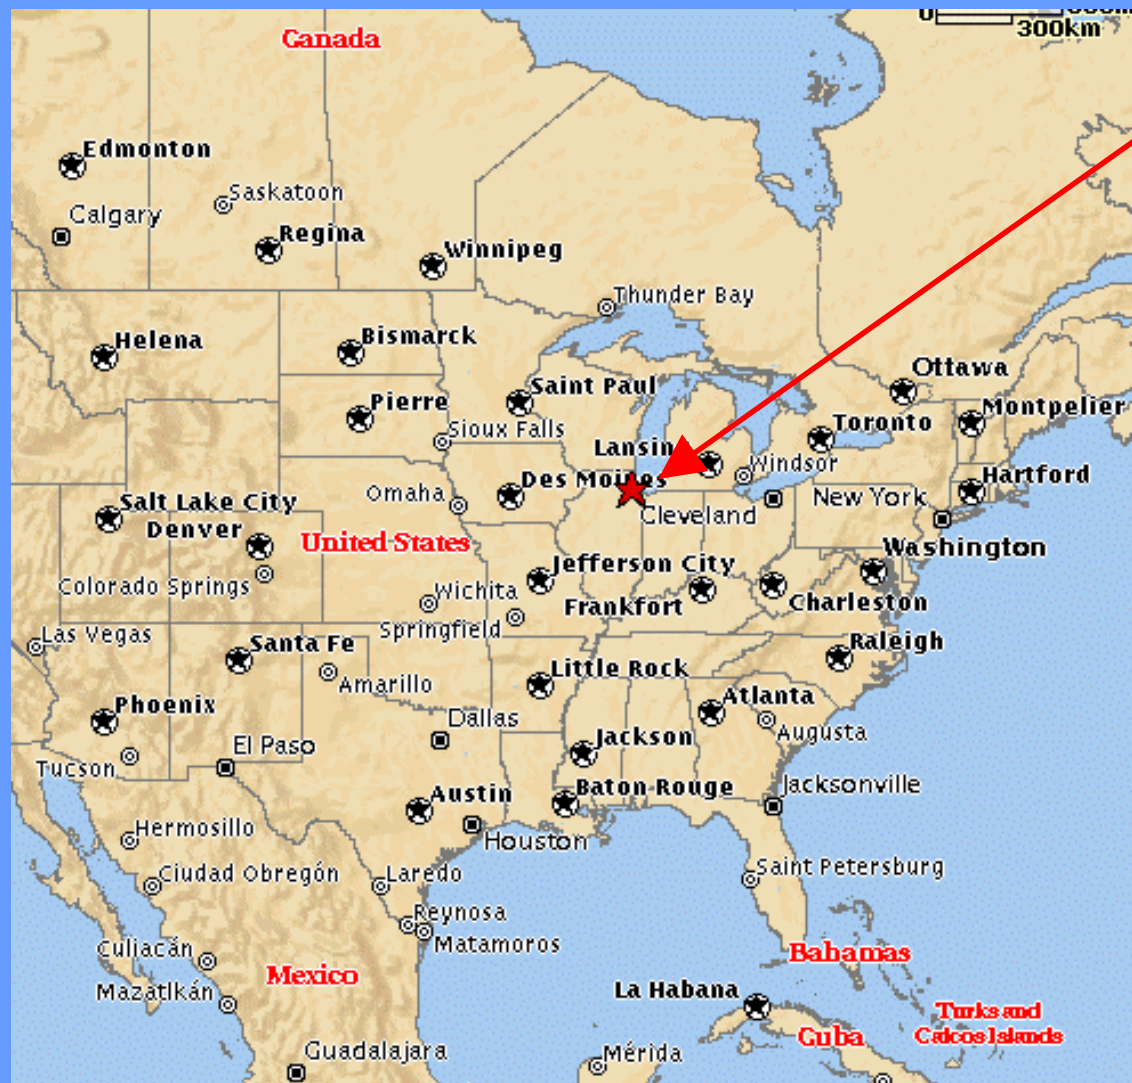 0
300km
Canada
Edmonton
Saskatoon
Calgary
Regina
Winnipeg
Thunder Bay
Helena
Bismarck
Ottawa
Saint Paul
Pierre
Montpelier
Toronto
Sioux Falls
Lansin
Windsor
Des Moines
Hartford
Omaha
New York
Salt Lake City
Cleveland
Denver
United States
Washington
Jefferson City
Colorado Springs
Wichita
Frankfort
Charleston
Springfield
Las Vegas
Santa Fe
Raleigh
Little Rock
Amarillo
Atlanta
Phoenix
Dallas
Augusta
El Paso
Jackson
Tucson
Jacksonville
Baton Rouge
Austin
Hermosillo
Houston
Saint Petersburg
Ciudad Obregón
Laredo
Reynosa
Matamoros
Culiacán
Bahamas
Mexico
La Habana
Mazatlkán
Turks and
Caicos Islands
Cuba
Guadalajara
Mérida